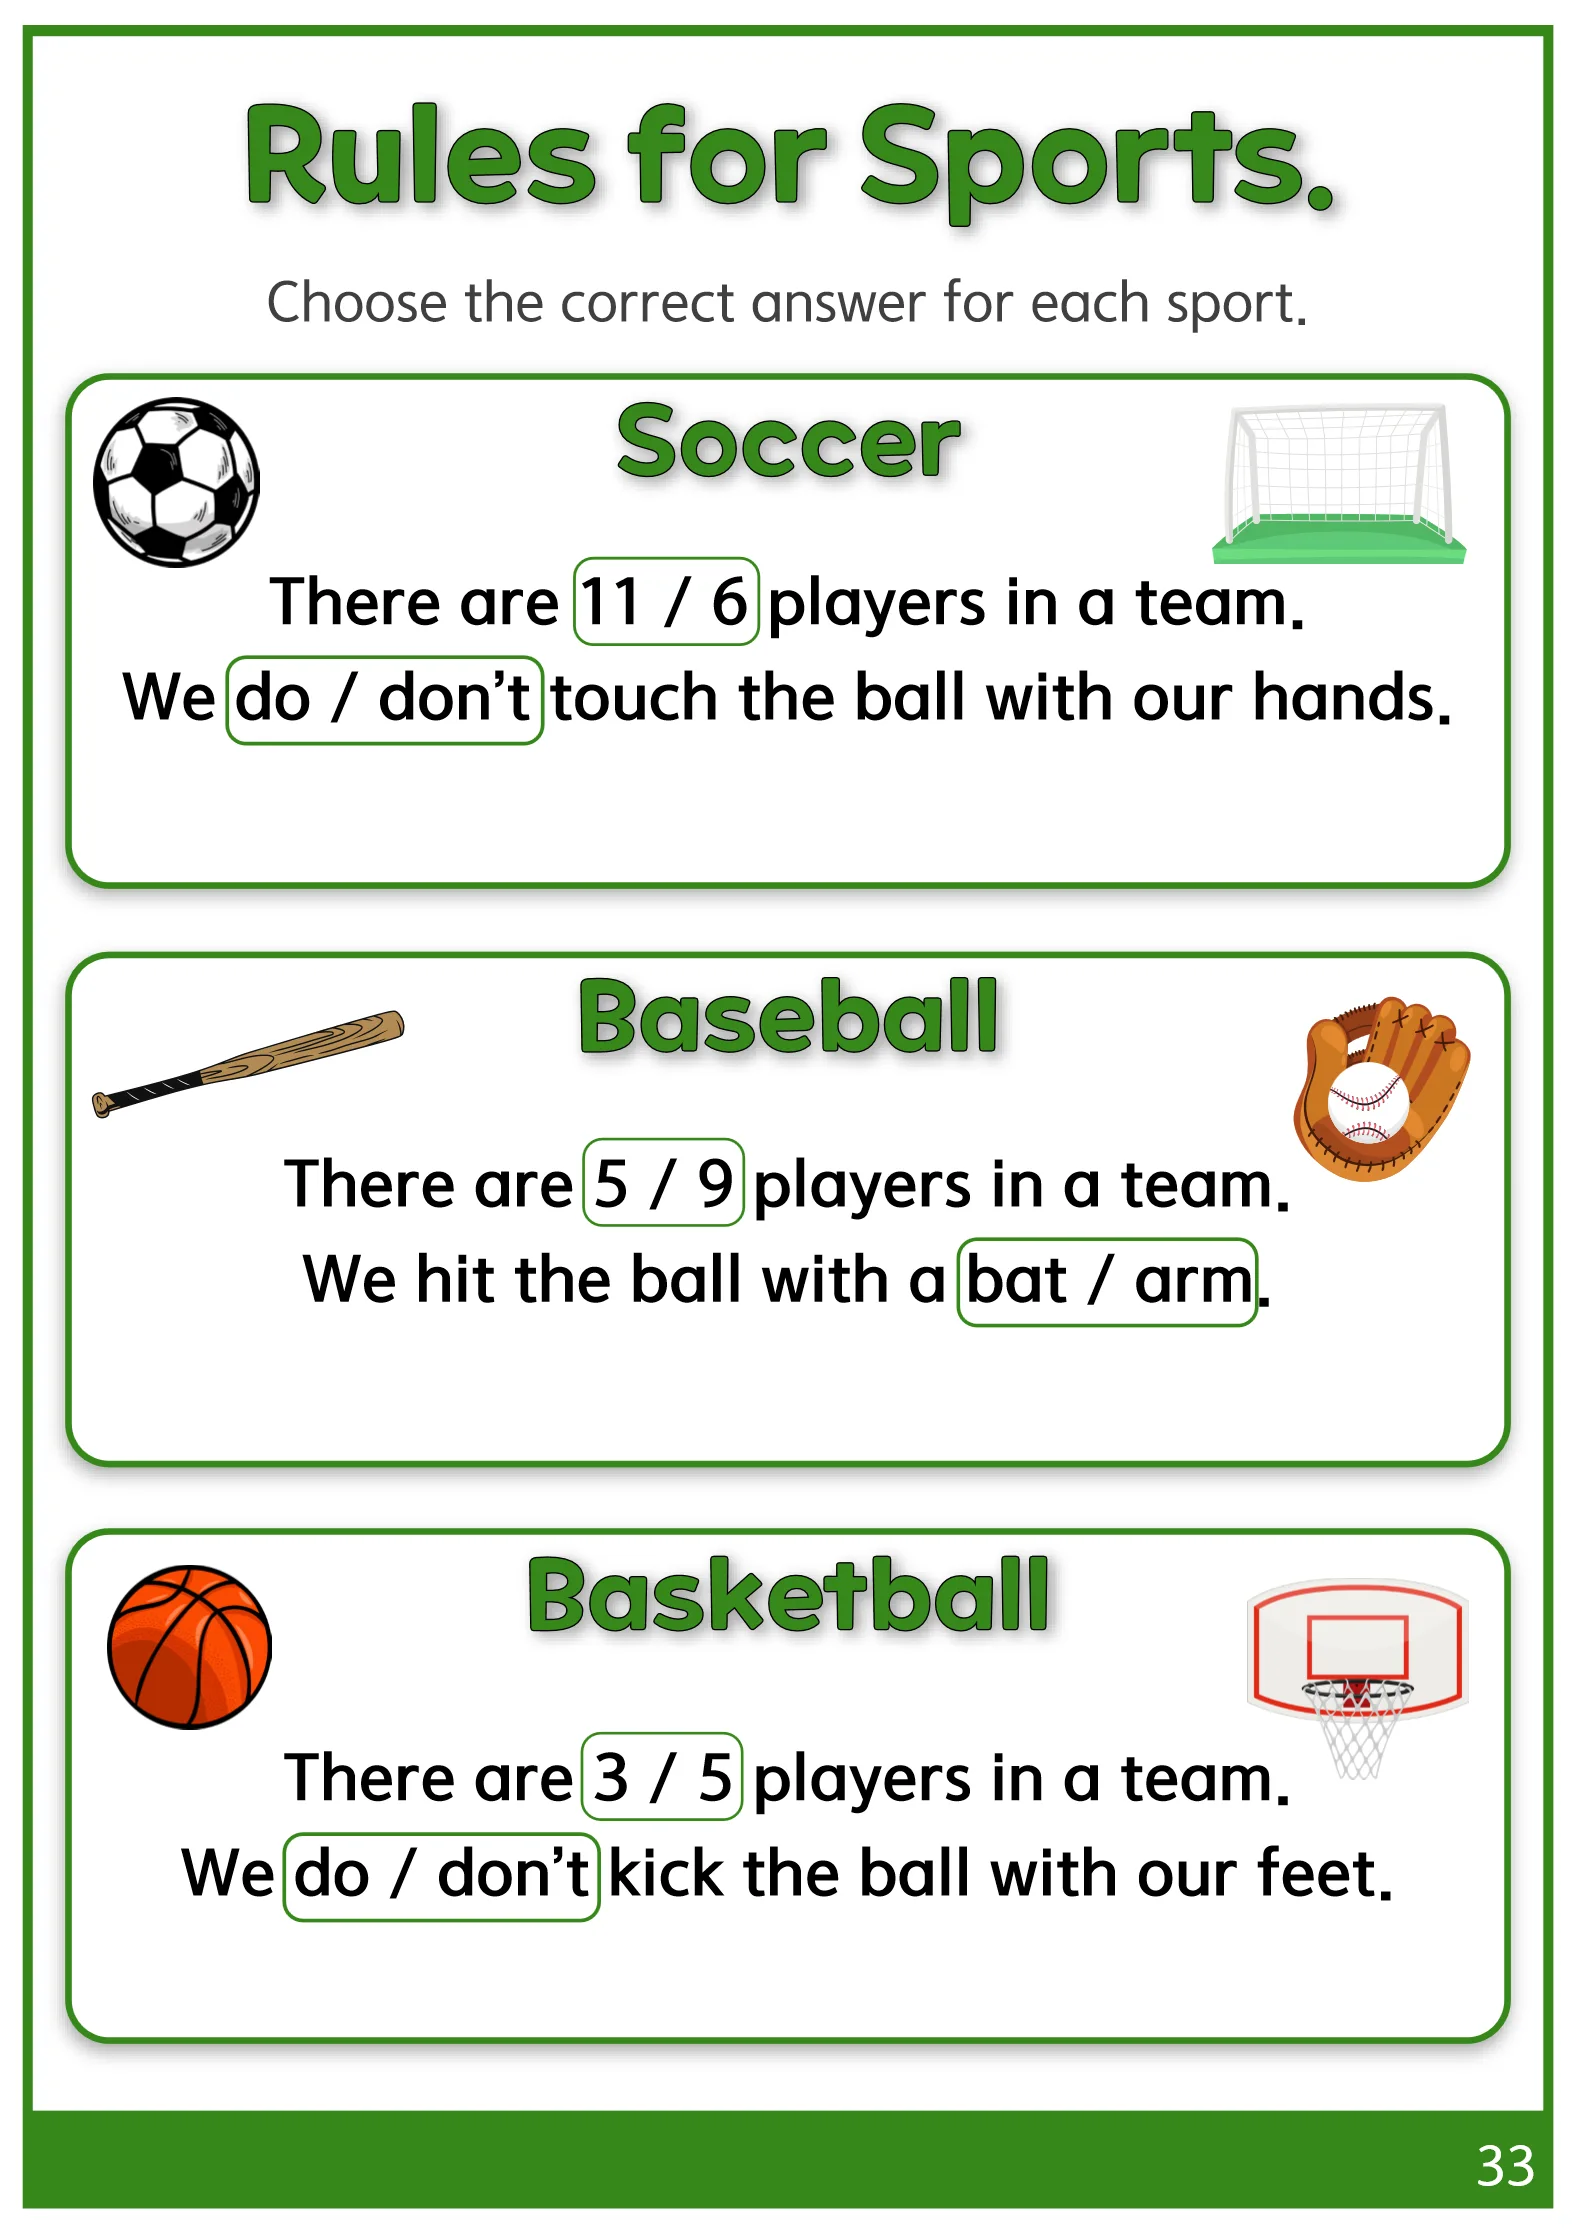 Rules for Sports.
Choose the correct answer for each sport.
Soccer
There are 11 / 6 players in a team.
We do / don’t touch the ball with our hands.
Baseball
There are 5 / 9 players in a team.
We hit the ball with a bat / arm.
Basketball
There are 3 / 5 players in a team.
We do / don’t kick the ball with our feet.
33